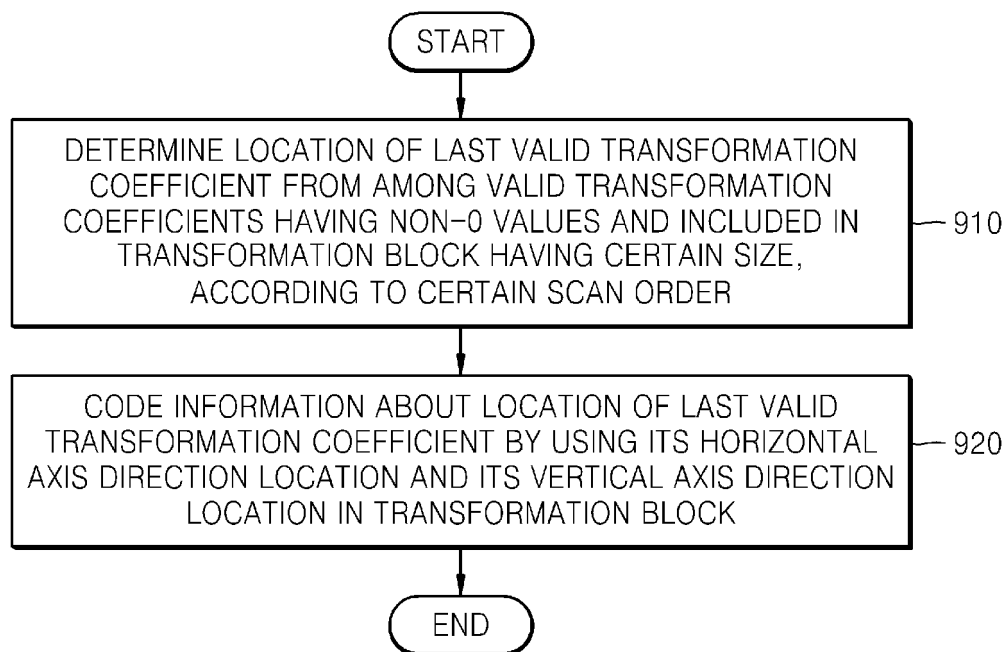 START
DETERMINE LOCATION OF LAST VALID TRANSFORMATION
COEFFICIENT FROM AMONG VALID TRANSFORMATION
COEFFICIENTS HAVING NON-0 VALUES AND INCLUDED IN
TRANSFORMATION BLOCK HAVING CERTAIN SIZE,
ACCORDING TO CERTAIN SCAN ORDER
910
CODE INFORMATION ABOUT LOCATION OF LAST VALID
TRANSFORMATION COEFFICIENT BY USING ITS HORIZONTAL
AXIS DIRECTION LOCATION AND ITS VERTICAL AXIS DIRECTION
LOCATION IN TRANSFORMATION BLOCK
920
END